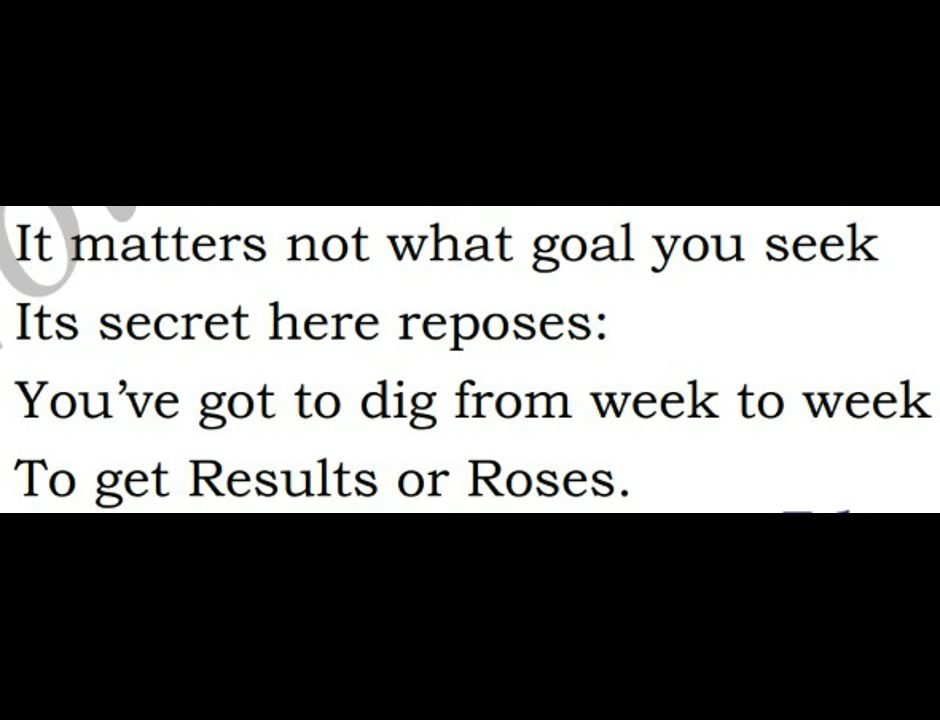 It matters not what goal you seek
Its secret here reposes:
You’ve got to dig from week to week
To get Results or Roses.